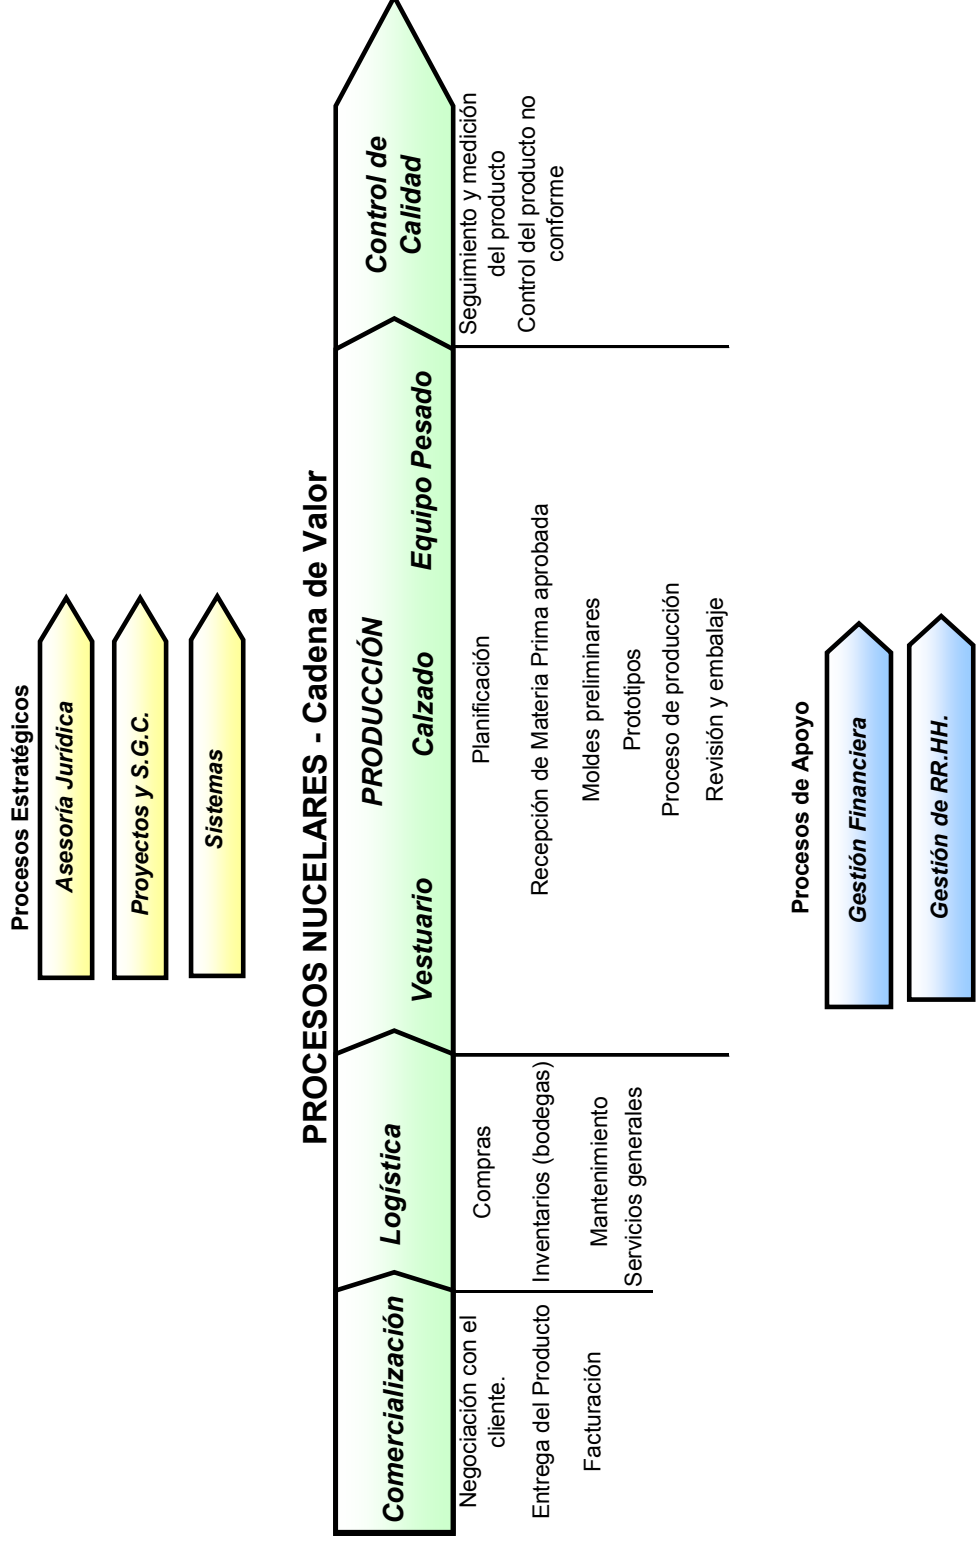 Procesos Estratégicos
Asesoría Jurídica
Proyectos y S.G.C.
Sistemas
PROCESOS NUCELARES - Cadena de Valor
Comercialización
Negociación con el
cliente.
Entrega del Producto
Facturación
Logística
Compras
Inventarios (bodegas)
Mantenimiento
Servicios generales
PRODUCCIÓN
Vestuario
Calzado
Equipo Pesado
Planificación
Recepción de Materia Prima aprobada
Moldes preliminares
Prototipos
Proceso de producción
Revisión y embalaje
Control de
Calidad
Seguimiento y medición
del producto
Control del producto no
conforme
Procesos de Apoyo
Gestión Financiera
Gestión de RR.HH.